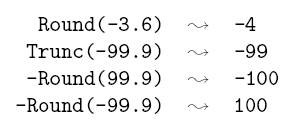 Round(-3.6) ⤳ -4
Trunc(-99.9) ⤳ -99
-Round(99.9) ⤳ -100
-Round(-99.9) ⤳ 100